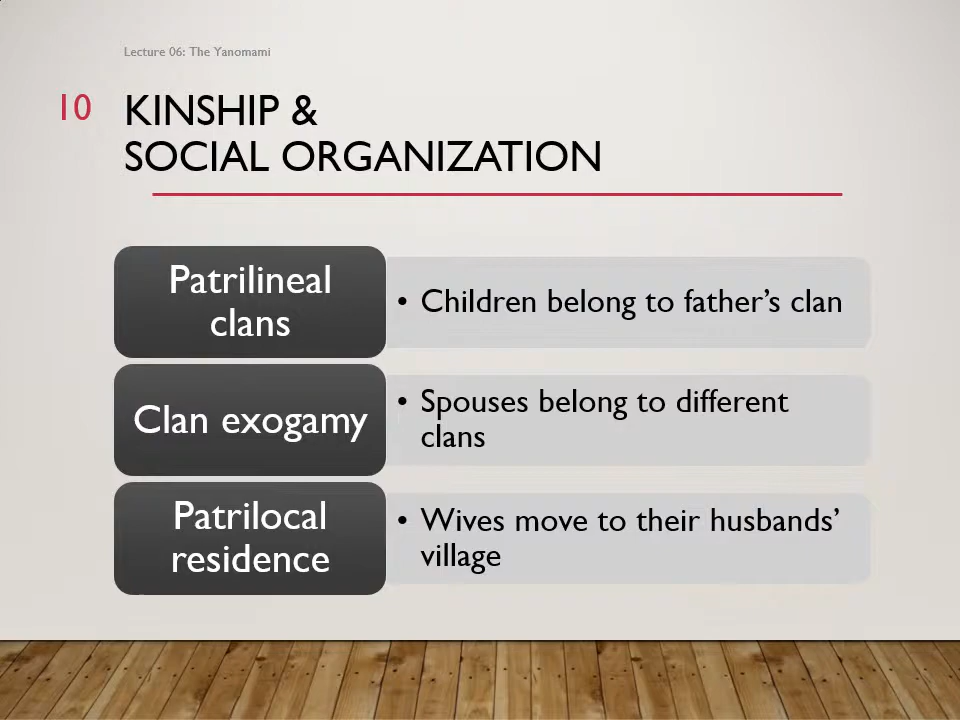 Lecture 06: The Yanomami
10
KINSHIP &
SOCIAL ORGANIZATION
Patrilineal
clans
• Children belong to father’s clan
Clan exogamy
• Spouses belong to different
clans
Patrilocal
residence
• Wives move to their husbands’
village